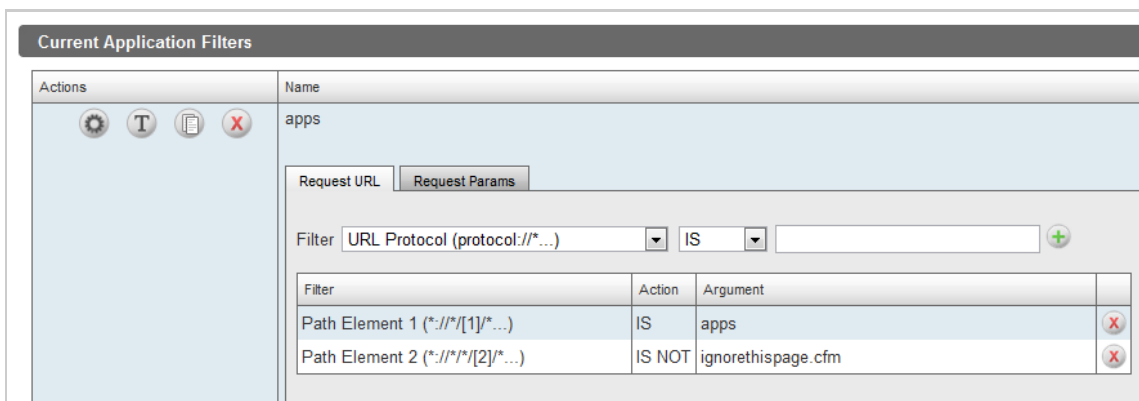 Current Application Filters
Actions Name
T X apps
Request URL Request Params
Filter URL Protocol (protocol://*...) IS
Filter Action Argument
Path Element 1 (*://*/[1]/*...) IS apps X
Path Element 2 (*://*/*/[2]/*...) IS NOT ignorethispage.cfm X